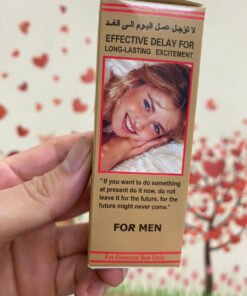 لا تؤجل عمل اليوم الى الغد
EFFECTIVE DELAY FOR
LONG-LASTING EXCITEMENT
"If you want to do something
at present do it now, do not
leave it for the future, for the
future might never come."
FOR MEN
For External Use Only